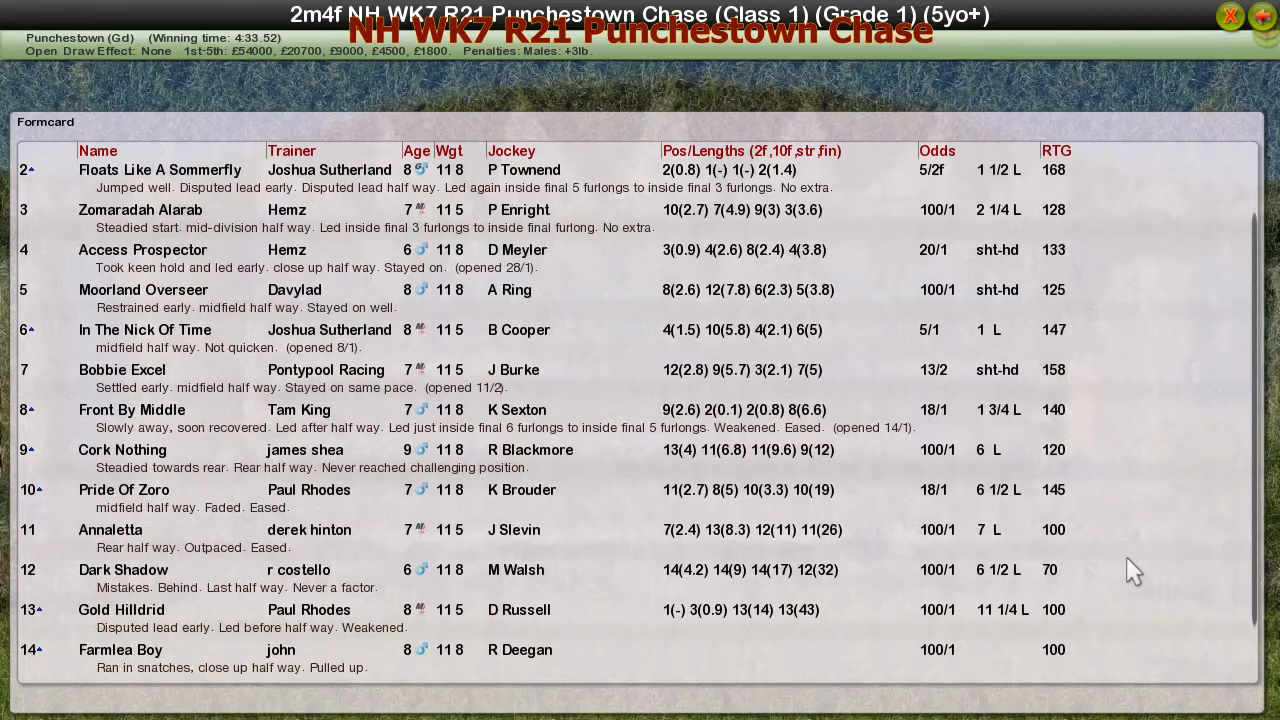 2m4f NH WK7 R21 Punchestown Chase (Class 1) (Grade 1) (5yo+)
NH WK7 R21 Punchestown Chase
Punchestown (Gd) (Winning time: 4:33.52)
Open Draw Effect: None 1st-5th: £54000, £20700, £9000, £4500, £1800. Penalties: Males: +3lb.
Formcard
Name Trainer Age Wgt Jockey Pos/Lengths (2f,10f,str,fin) Odds RTG
2 Floats Like A Sommerfly Joshua Sutherland 8 11 8 P Townend 2(0.8) 1(-) 1(-) 2(1.4) 5/2f 1 1/2 L 168
Jumped well. Disputed lead early. Disputed lead half way. Led again inside final 5 furlongs to inside final 3 furlongs. No extra.
3 Zomaradah Alarab Hemz 7 11 5 P Enright 10(2.7) 7(4.9) 9(3) 3(3.6) 100/1 2 1/4 L 128
Steadied start. mid-division half way. Led inside final 3 furlongs to inside final furlong. No extra.
4 Access Prospector Hemz 6 11 8 D Meyler 3(0.9) 4(2.6) 8(2.4) 4(3.8) 20/1 sht-hd 133
Took keen hold and led early. close up half way. Stayed on. (opened 28/1).
5 Moorland Overseer Davylad 8 11 8 A Ring 8(2.6) 12(7.8) 6(2.3) 5(3.8) 100/1 sht-hd 125
Restrained early. midfield half way. Stayed on well.
6 In The Nick Of Time Joshua Sutherland 8 11 5 B Cooper 4(1.5) 10(5.8) 4(2.1) 6(5) 5/1 1 L 147
midfield half way. Not quicken. (opened 8/1).
7 Bobbie Excel Pontypool Racing 7 11 5 J Burke 12(2.8) 9(5.7) 3(2.1) 7(5) 13/2 sht-hd 158
Settled early. midfield half way. Stayed on same pace. (opened 11/2).
8 Front By Middle Tam King 7 11 8 K Sexton 9(2.6) 2(0.1) 2(0.8) 8(6.6) 18/1 1 3/4 L 140
Slowly away, soon recovered. Led after half way. Led just inside final 6 furlongs to inside final 5 furlongs. Weakened. Eased. (opened 14/1).
9 Cork Nothing james shea 9 11 8 R Blackmore 13(4) 11(6.8) 11(9.6) 9(12) 100/1 6 L 120
Steadied towards rear. Rear half way. Never reached challenging position.
10 Pride Of Zoro Paul Rhodes 7 11 8 K Brouder 11(2.7) 8(5) 10(3.3) 10(19) 18/1 6 1/2 L 145
midfield half way. Faded. Eased.
11 Annaletta derek hinton 7 11 5 J Slevin 7(2.4) 13(8.3) 12(11) 11(26) 100/1 7 L 100
Rear half way. Outpaced. Eased.
12 Dark Shadow r costello 6 11 8 M Walsh 14(4.2) 14(9) 14(17) 12(32) 100/1 6 1/2 L 70
Mistakes. Behind. Last half way. Never a factor.
13 Gold Hilldrid Paul Rhodes 8 11 5 D Russell 1(-) 3(0.9) 13(14) 13(43) 100/1 11 1/4 L 100
Disputed lead early. Led before half way. Weakened.
14 Farmlea Boy john 8 11 8 R Deegan 100/1 100
Ran in snatches, close up half way. Pulled up.